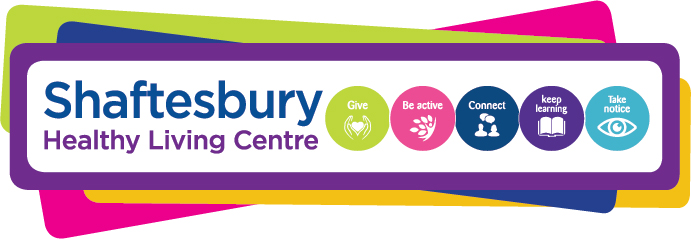 Shaftesbury
Healthy Living Centre
Give
Be active
Connect
keep
learning
Take
notice